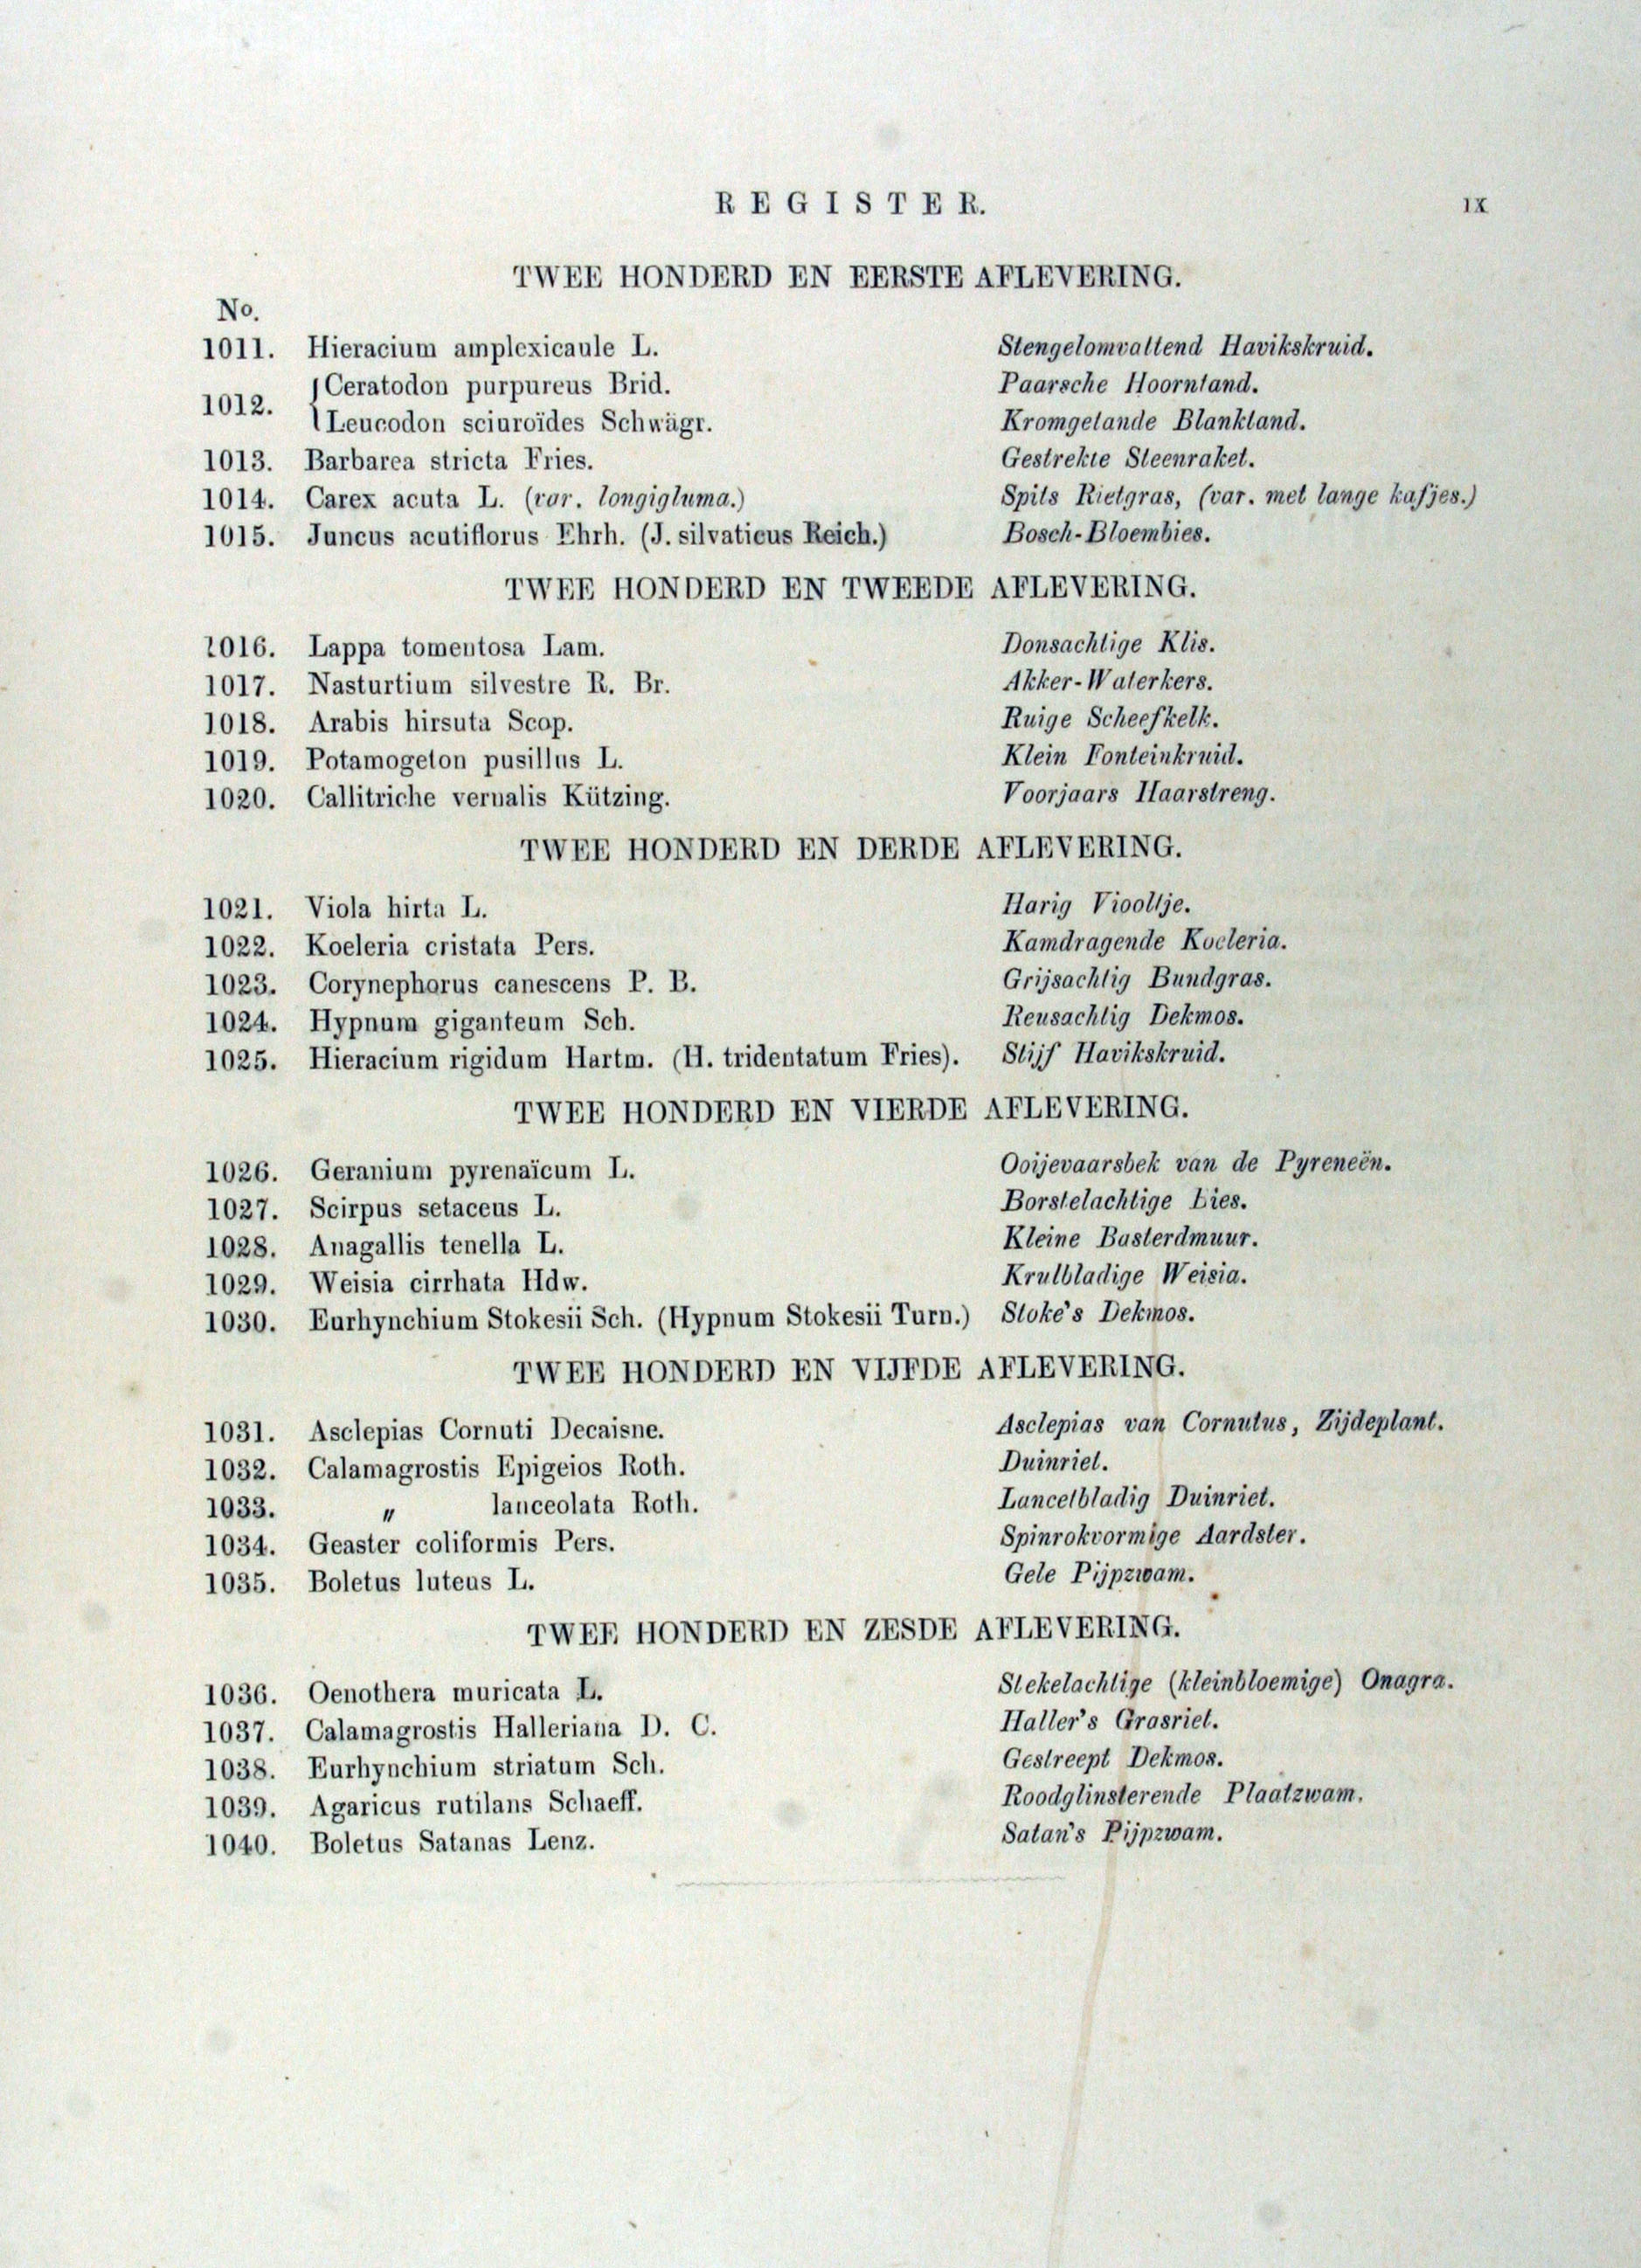 REGISTER. IX
TWEE HONDERD EN EERSTE AFLEVERING.
No.
1011. Hieracium amplexicaule L. Stengelomvattend Havikskruid.
1012. Ceratodon purpureus Brid. Paarsche Hoorntand.
Leucodon sciuroïdes Schwägr. Kromgetande Blanktand.
1013. Barbarea stricta Fries. Gestrekte Steenraket.
1014. Carex acuta L. (var. longigluma.) Spits Rietgras, (var. met lange kafjes.)
1015. Juncus acutiflorus Ehrh. (J. silvaticus Reich.) Bosch-Bloembies.
TWEE HONDERD EN TWEEDE AFLEVERING.
1016. Lappa tomentosa Lam. Donsachtige Klis.
1017. Nasturtium silvestre R. Br. Akker-Waterkers.
1018. Arabis hirsuta Scop. Ruige Scheefkelk.
1019. Potamogeton pusillus L. Klein Fonteinkruid.
1020. Callitriche vernalis Kützing. Voorjaars Haarstreng.
TWEE HONDERD EN DERDE AFLEVERING.
1021. Viola hirta L. Harig Viooltje.
1022. Koeleria cristata Pers. Kamdragende Koeleria.
1023. Corynephorus canescens P. B. Grijsachtig Bundgras.
1024. Hypnum giganteum Sch. Reusachtig Dekmos.
1025. Hieracium rigidum Hartm. (H. tridentatum Fries). Stijf Havikskruid.
TWEE HONDERD EN VIERDE AFLEVERING.
1026. Geranium pyrenaïcum L. Ooijevaarsbek van de Pyreneën.
1027. Scirpus setaceus L. Borstelachtige Bies.
1028. Anagallis tenella L. Kleine Basterdmuur.
1029. Weisia cirrhata Hdw. Krulbladige Weisia.
1030. Eurhynchium Stokesii Sch. (Hypnum Stokesii Turn.) Stoke's Dekmos.
TWEE HONDERD EN VIJFDE AFLEVERING.
1031. Asclepias Cornuti Decaisne. Asclepias van Cornutus, Zijdeplant.
1032. Calamagrostis Epigeios Roth. Duinriet.
1033. " lanceolata Roth. Lancetbladig Duinriet.
1034. Geaster coliformis Pers. Spinrokvormige Aardster.
1035. Boletus luteus L. Gele Pijpzwam.
TWEE HONDERD EN ZESDE AFLEVERING.
1036. Oenothera muricata L. Stekelachtige (kleinbloemige) Onagra.
1037. Calamagrostis Halleriana D. C. Haller's Grasriet.
1038. Eurhynchium striatum Sch. Gestreept Dekmos.
1039. Agaricus rutilans Schaeff. Roodglinsterende Plaatzwam.
1040. Boletus Satanas Lenz. Satan's Pijpzwam.